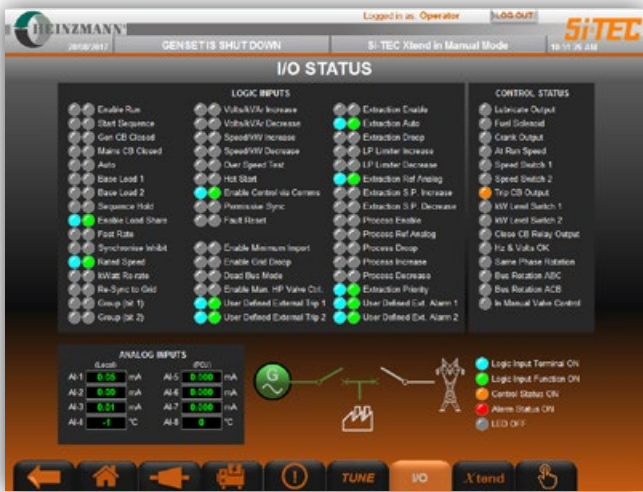 HEINZMANN
Logged in as: Operator
LOG OUT
Si-TEC
GENSET IS SHUT DOWN
Si-TEC Xtend in Manual Mode
I/O STATUS
LOGIC INPUTS
Enable Run
Start Sequence
Gen CB Closed
Mains CB Closed
Auto
Base Load 1
Base Load 2
Sequence Hold
Enable Load Share
Fast Rate
Synchronise Inhibit
Rated Speed
kWatt Re-rate
Re-Sync to Grid
Group (bit 1)
Group (bit 2)
Volts/kVAr Increase
Volts/kVAr Decrease
Speed/kW Increase
Speed/kW Decrease
Over Speed Test
Hot Start
Enable Control via Comms
Permissive Sync
Fault Reset
Enable Minimum Import
Enable Grid Droop
Dead Bus Mode
Enable Man. HP Valve Ctrl.
User Defined External Trip 1
User Defined External Trip 2
Extraction Enable
Extraction Auto
Extraction Droop
LP Limiter Increase
LP Limiter Decrease
Extraction Ref Analog
Extraction S.P. Increase
Extraction S.P. Decrease
Process Enable
Process Ref Analog
Process Droop
Process Increase
Process Decrease
Extraction Priority
User Defined Ext. Alarm 1
User Defined Ext. Alarm 2
CONTROL STATUS
Lubricate Output
Fuel Solenoid
Crank Output
At Run Speed
Speed Switch 1
Speed Switch 2
Trip CB Output
kW Level Switch 1
kW Level Switch 2
Close CB Relay Output
Hz & Volts OK
Same Phase Rotation
Bus Rotation ABC
Bus Rotation ACB
In Manual Valve Control
ANALOG INPUTS
(Local)
AI-1 0.05 mA
AI-2 0.00 mA
AI-3 0.01 mA
AI-4 -1 °C
AI-5 0.000 mA
AI-6 0.000 mA
AI-7 0.000 mA
AI-8 0 °C
G
Logic Input Terminal ON
Logic Input Function ON
Control Status ON
Alarm Status ON
LED OFF
TUNE
I/O
Xtend